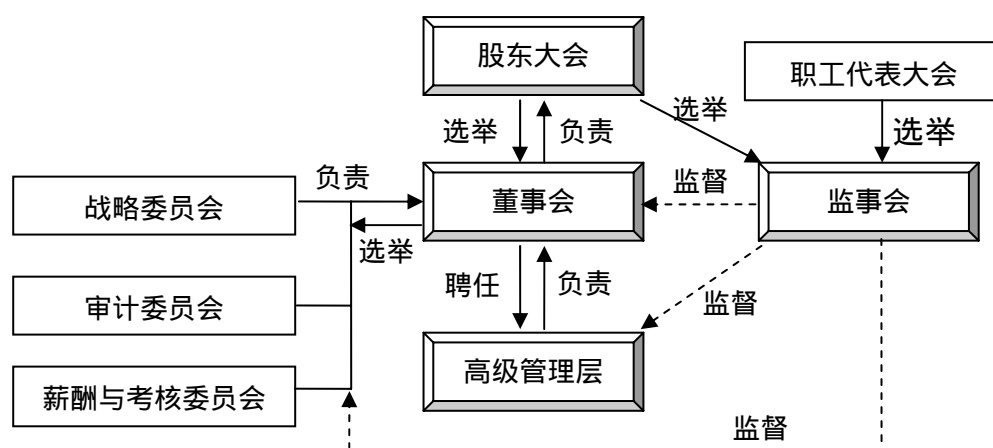 股东大会
职工代表大会
选举
负责
选举
选举
战略委员会
负责
董事会
监督
监事会
选举
审计委员会
聘任
负责
监督
薪酬与考核委员会
高级管理层
监督